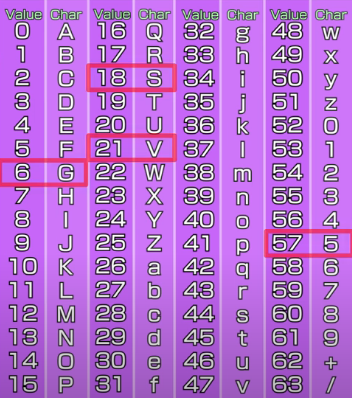 Value Char Value Char Value Char Value Char
0 A 16 Q 32 g 48 w
1 B 17 R 33 h 49 x
2 C 18 S 34 i 50 y
3 D 19 T 35 j 51 z
4 E 20 U 36 k 52 0
5 F 21 V 37 l 53 1
6 G 22 W 38 m 54 2
7 H 23 X 39 n 55 3
8 I 24 Y 40 o 56 4
9 J 25 Z 41 p 57 5
10 K 26 a 42 q 58 6
11 L 27 b 43 r 59 7
12 M 28 c 44 s 60 8
13 N 29 d 45 t 61 9
14 O 30 e 46 u 62 +
15 P 31 f 47 v 63 /